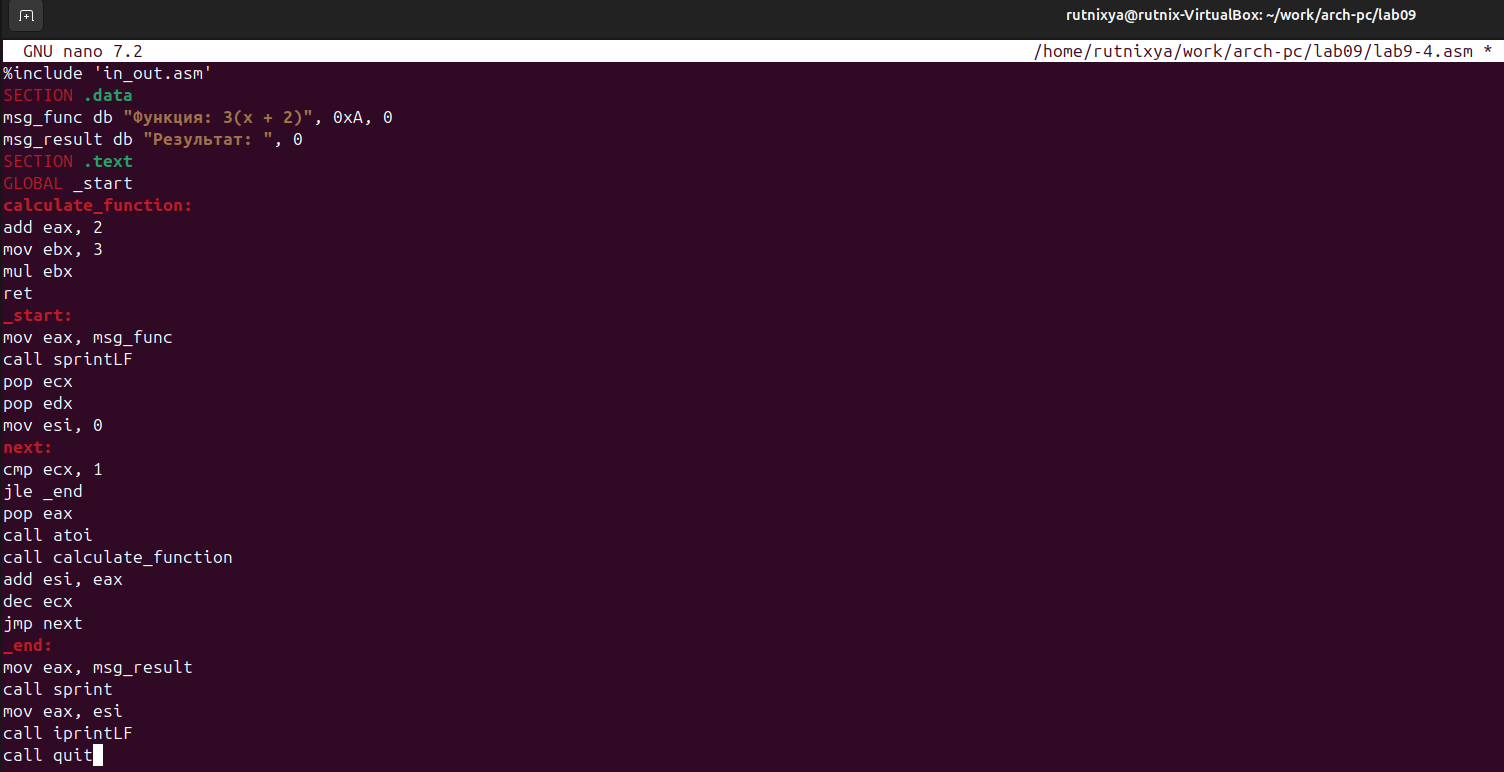 rutnixya@rutnix-VirtualBox: ~/work/arch-pc/lab09
GNU nano 7.2 /home/rutnixya/work/arch-pc/lab09/lab9-4.asm *
%include 'in_out.asm'
SECTION .data
msg_func db "Функция: 3(x + 2)", 0xA, 0
msg_result db "Результат: ", 0
SECTION .text
GLOBAL _start
calculate_function:
add eax, 2
mov ebx, 3
mul ebx
ret
_start:
mov eax, msg_func
call sprintLF
pop ecx
pop edx
mov esi, 0
next:
cmp ecx, 1
jle _end
pop eax
call atoi
call calculate_function
add esi, eax
dec ecx
jmp next
_end:
mov eax, msg_result
call sprint
mov eax, esi
call iprintLF
call quit